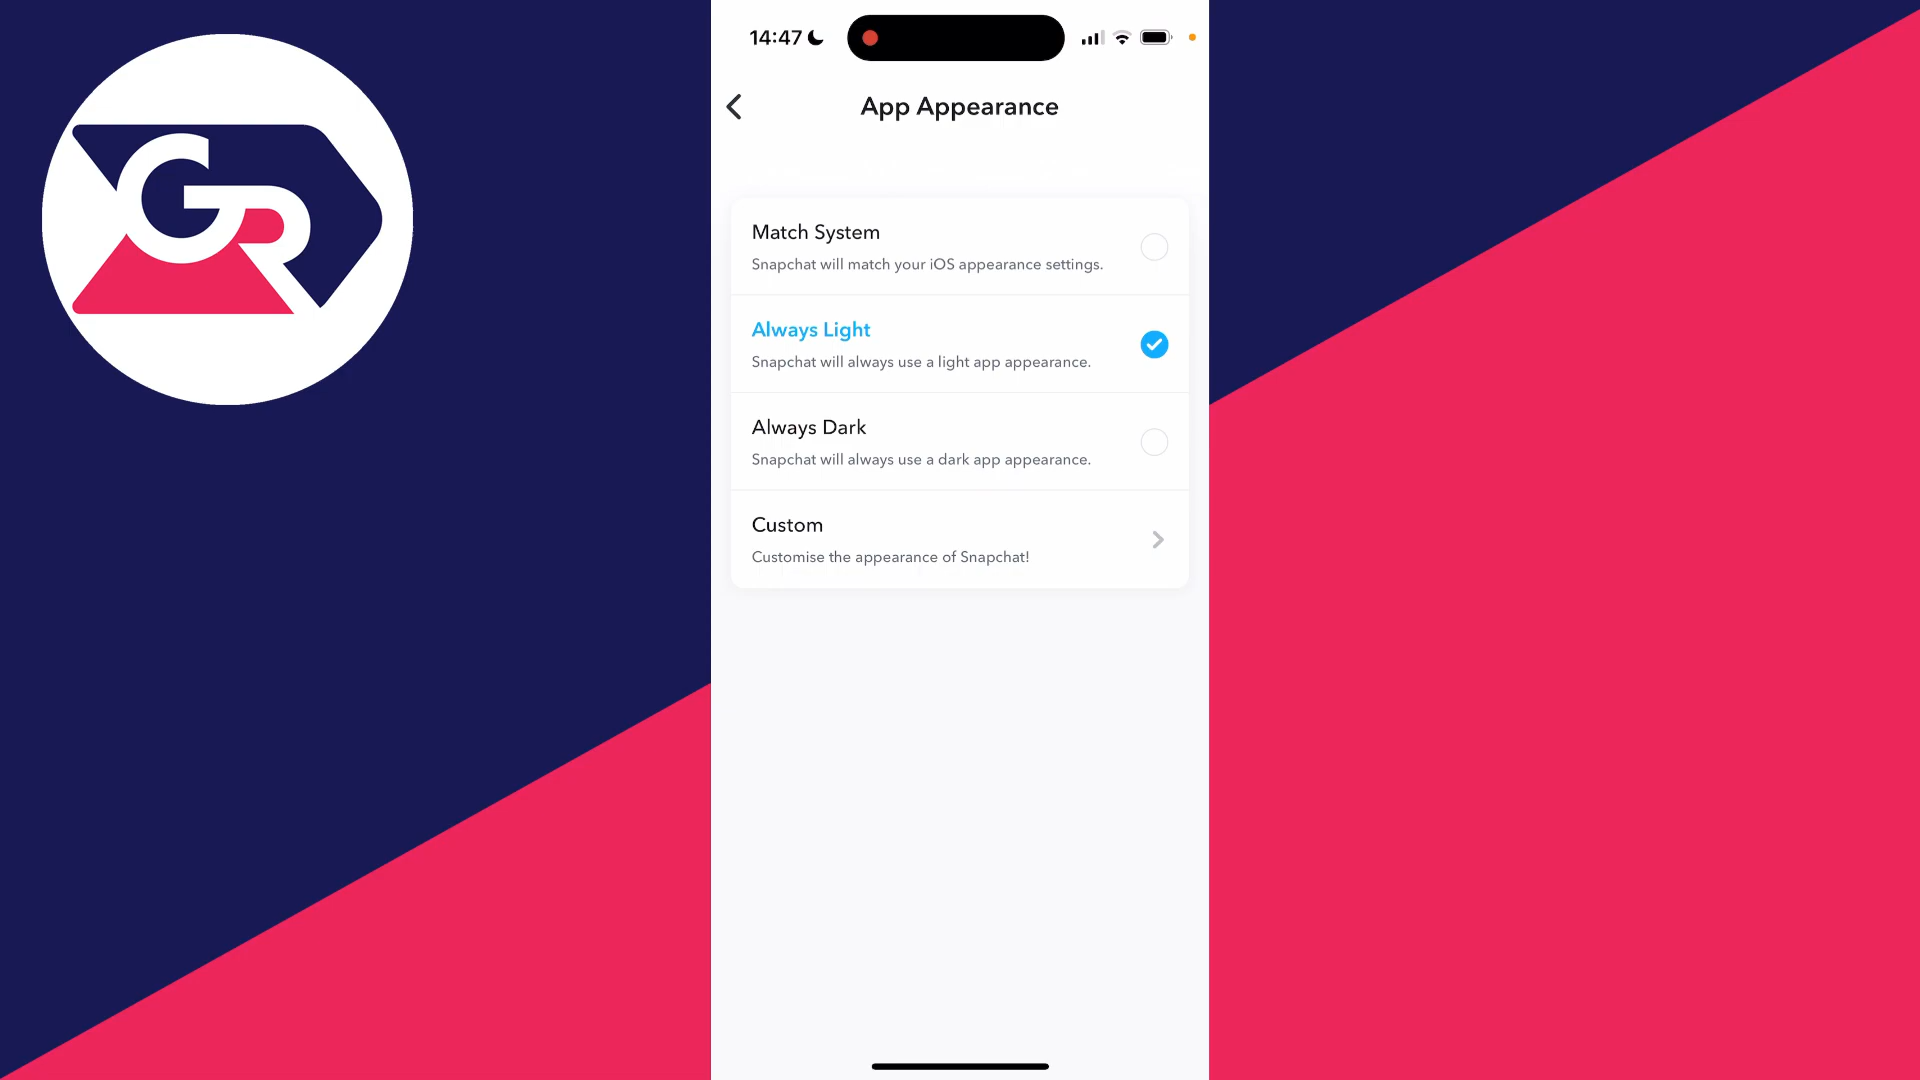 GR
14:47
App Appearance
Match System
Snapchat will match your iOS appearance settings.
Always Light
Snapchat will always use a light app appearance.
Always Dark
Snapchat will always use a dark app appearance.
Custom
Customise the appearance of Snapchat!